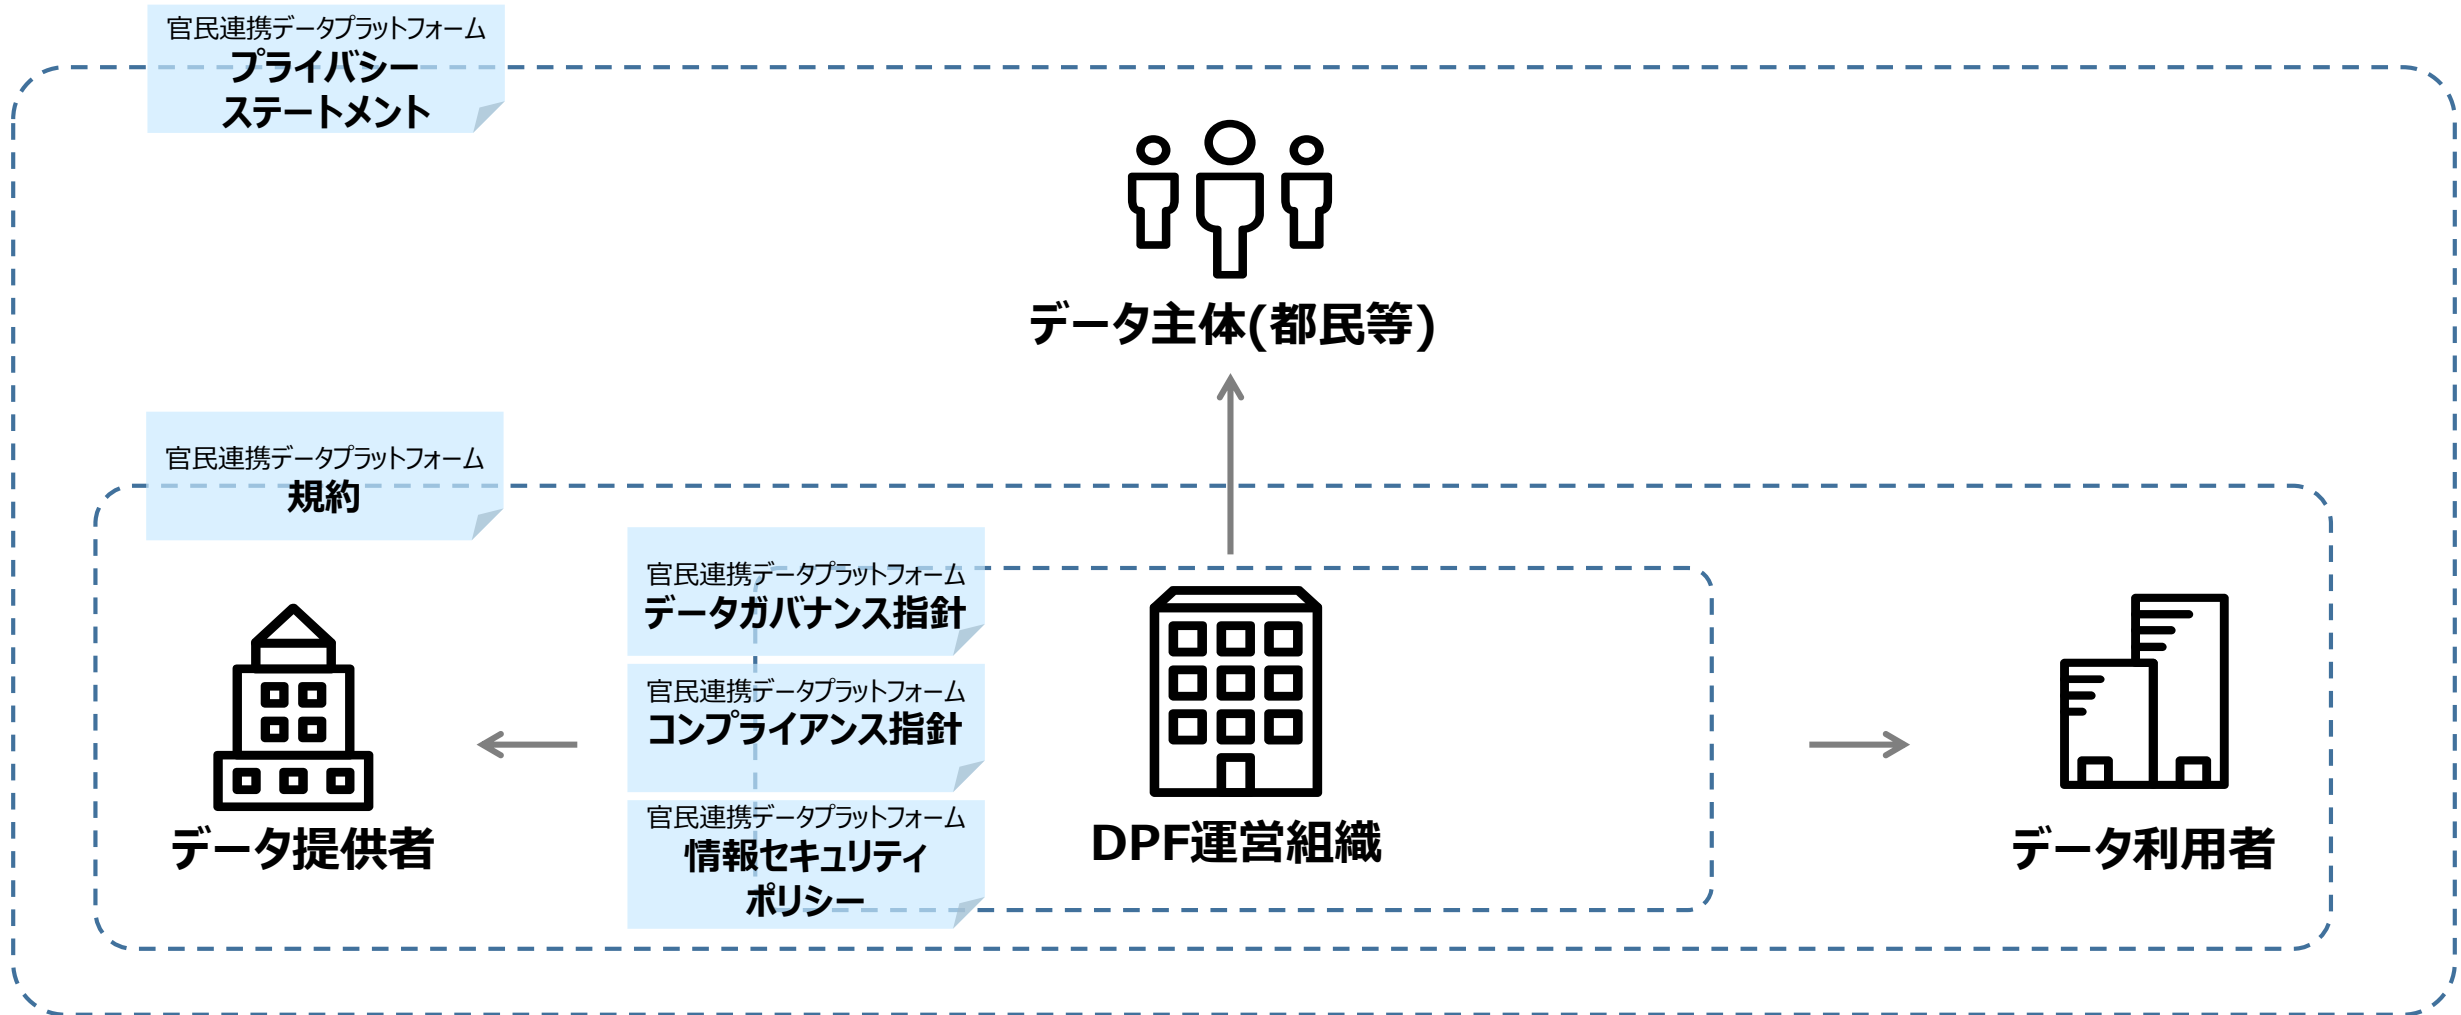 官民連携データプラットフォーム
プライバシー
ステートメント
データ主体(都民等)
官民連携データプラットフォーム
規約
官民連携データプラットフォーム
データガバナンス指針
官民連携データプラットフォーム
コンプライアンス指針
官民連携データプラットフォーム
情報セキュリティ
ポリシー
データ提供者
DPF運営組織
データ利用者